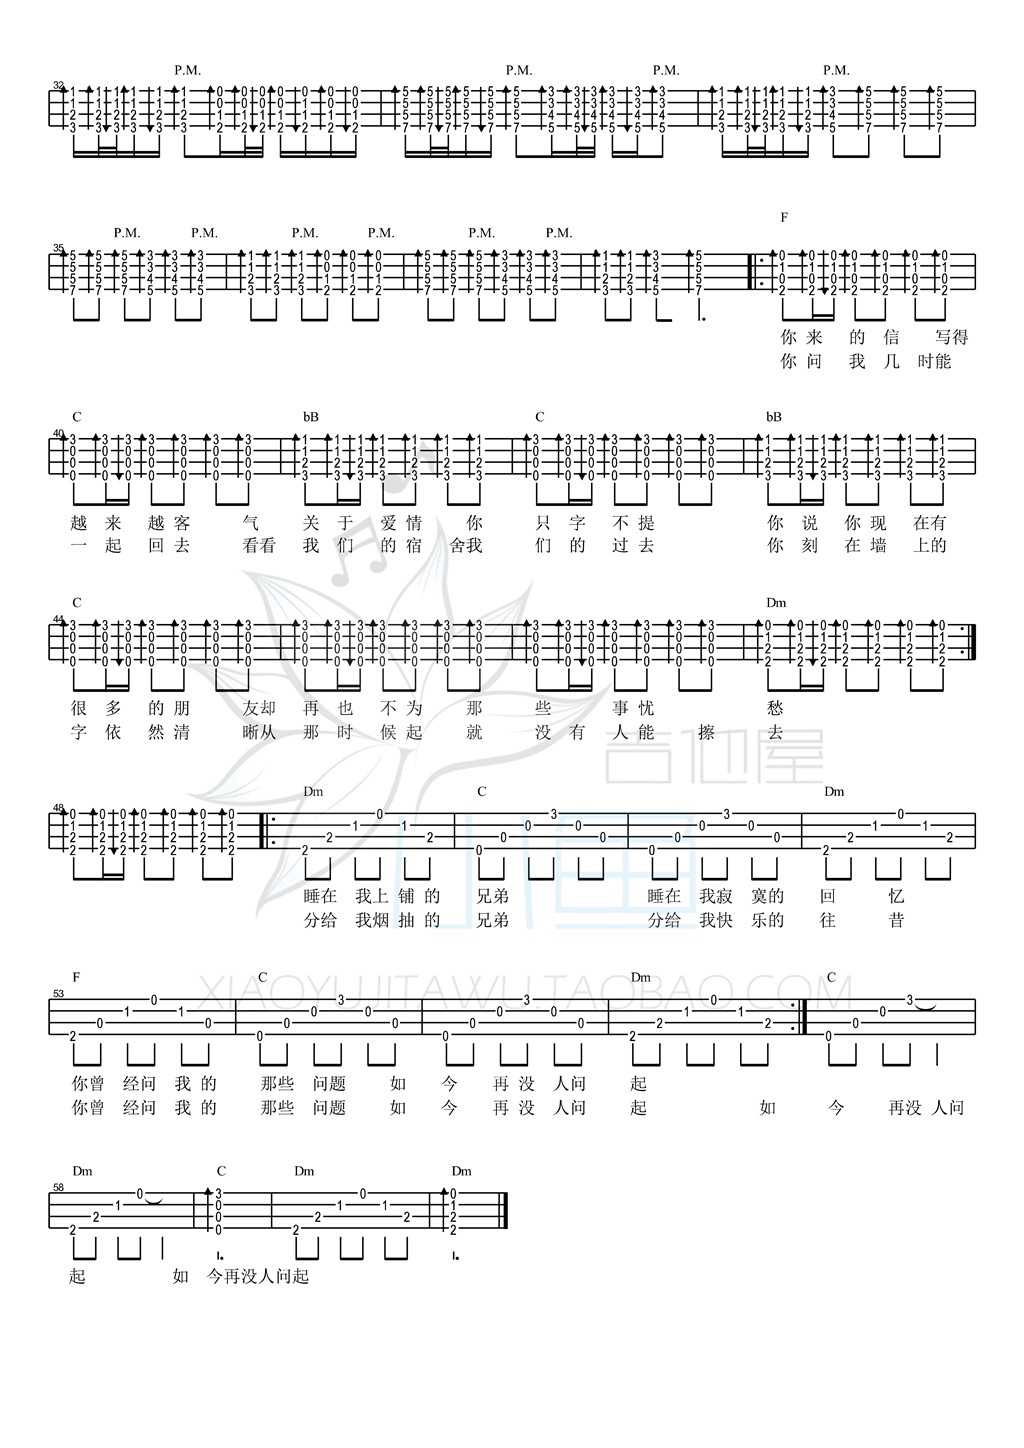 P.M. P.M. P.M. P.M.
32
P.M. P.M. P.M. P.M. P.M. P.M. F
35
你来的信 写得
你问我几时能
C bB C bB
40
越来越客 气 关于爱情 你 只字不提 你说你现在有
一起回去 看看 我们的宿舍我 们的过去 你刻在墙上的
C Dm
44
很多的朋 友却 再也不为 那 些 事忧 愁
字依然清 晰从 那时候起 就 没有人能 擦 去
吉他屋
Dm C Dm
48
小鱼
睡在 我上铺的 兄弟 睡在 我寂寞的 回 忆
分给 我烟抽的 兄弟 分给 我快乐的 往 昔
XIAOYUJITAWU.TAOBAO.COM
F C Dm C
53
你曾 经问 我的 那些 问题 如 今 再没人问 起
你曾 经问 我的 那些 问题 如 今 再没人问 起 如 今 再没人问
Dm C Dm Dm
58
起 如 今再没人问起